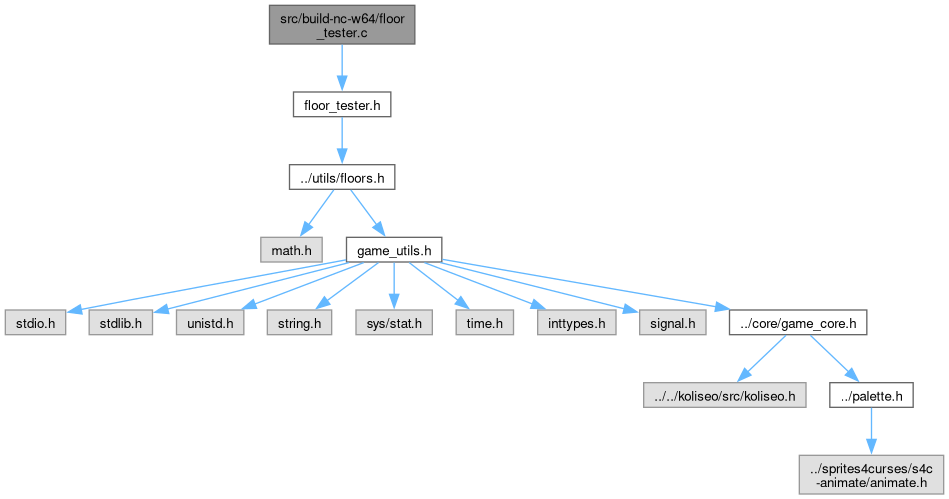 src/build-nc-w64/floor
_tester.c
floor_tester.h
../utils/floors.h
math.h
game_utils.h
stdio.h
stdlib.h
unistd.h
string.h
sys/stat.h
time.h
inttypes.h
signal.h
../core/game_core.h
../../koliseo/src/koliseo.h
../palette.h
../sprites4curses/s4c
-animate/animate.h